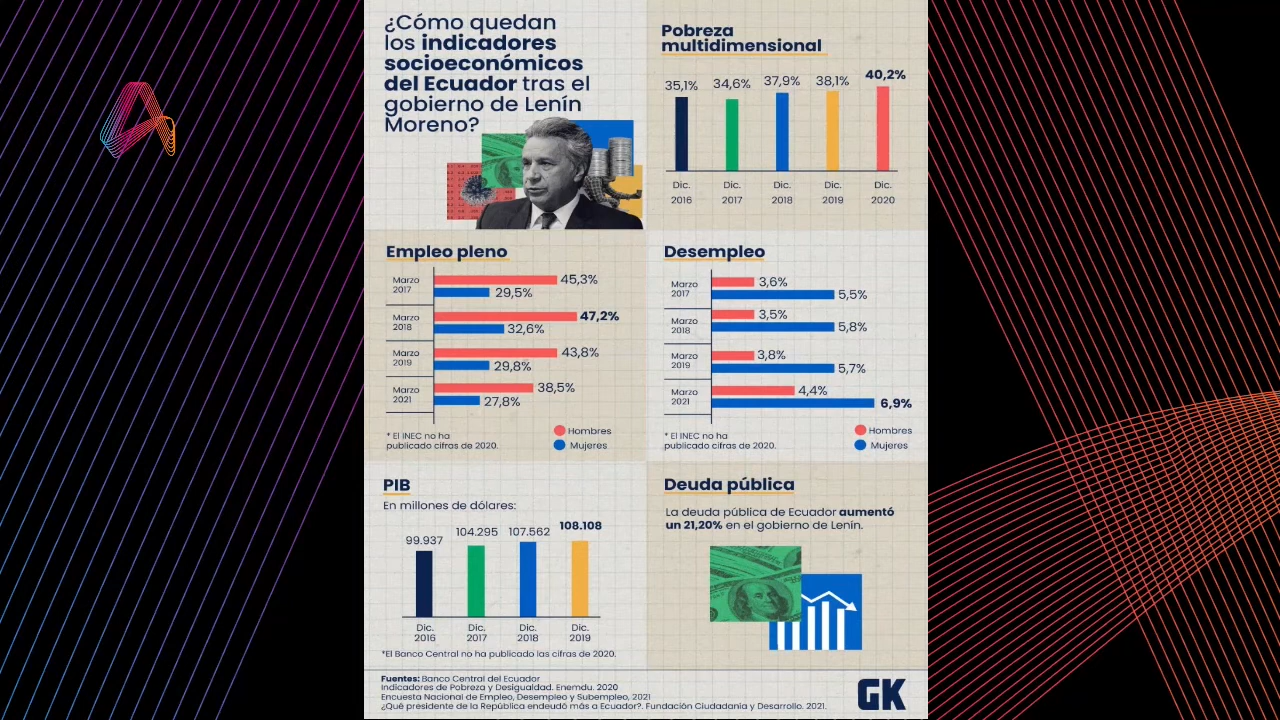 ¿Cómo quedan
los indicadores
socioeconómicos
del Ecuador tras el
gobierno de Lenín
Moreno?
Pobreza
multidimensional
35,1% 34,6% 37,9% 38,1% 40,2%
Dic. Dic. Dic. Dic. Dic.
2016 2017 2018 2019 2020
Empleo pleno
Marzo
2017
45,3%
29,5%
Marzo
2018
47,2%
32,6%
Marzo
2019
43,8%
29,8%
Marzo
2021
38,5%
27,8%
* El INEC no ha
publicado cifras de 2020.
Hombres
Mujeres
Desempleo
Marzo
2017
3,6%
5,5%
Marzo
2018
3,5%
5,8%
Marzo
2019
3,8%
5,7%
Marzo
2021
4,4%
6,9%
* El INEC no ha
publicado cifras de 2020.
Hombres
Mujeres
PIB
En millones de dólares:
99.937 104.295 107.562 108.108
Dic. Dic. Dic. Dic.
2016 2017 2018 2019
*El Banco Central no ha publicado las cifras de 2020.
Deuda pública
La deuda pública de Ecuador aumentó
un 21,20% en el gobierno de Lenín.
Fuentes: Banco Central del Ecuador
Indicadores de Pobreza y Desigualdad. Enemdu. 2020
Encuesta Nacional de Empleo, Desempleo y Subempleo, 2021
¿Qué presidente de la República endeudó más a Ecuador?. Fundación Ciudadanía y Desarrollo. 2021.
GK